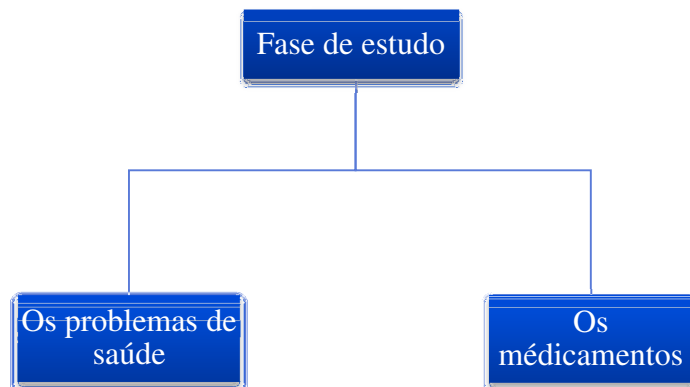 Fase de estudo
Os problemas de
saúde
Os
médicamentos